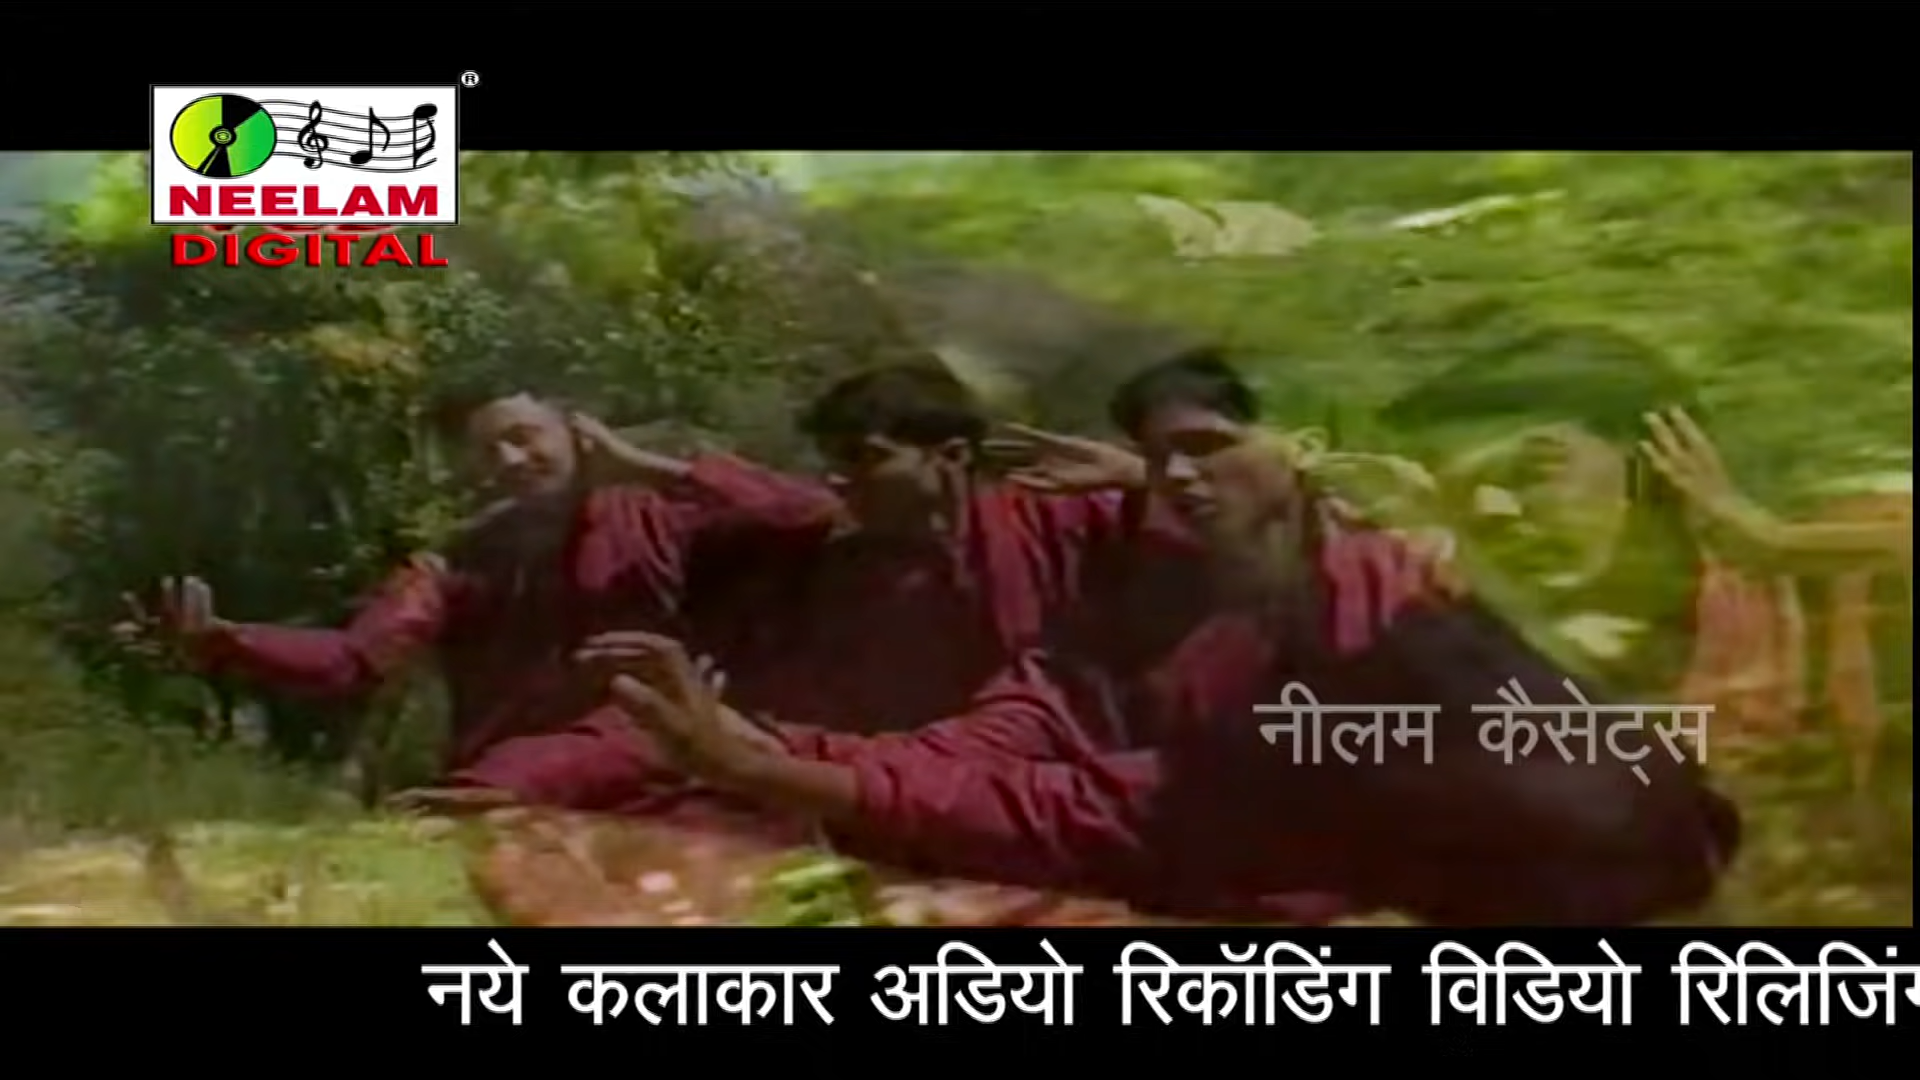 NEELAM
DIGITAL
नीलम कैसेट्स
नये कलाकार अडियो रिकॉडिंग विडियो रिलिजिंग